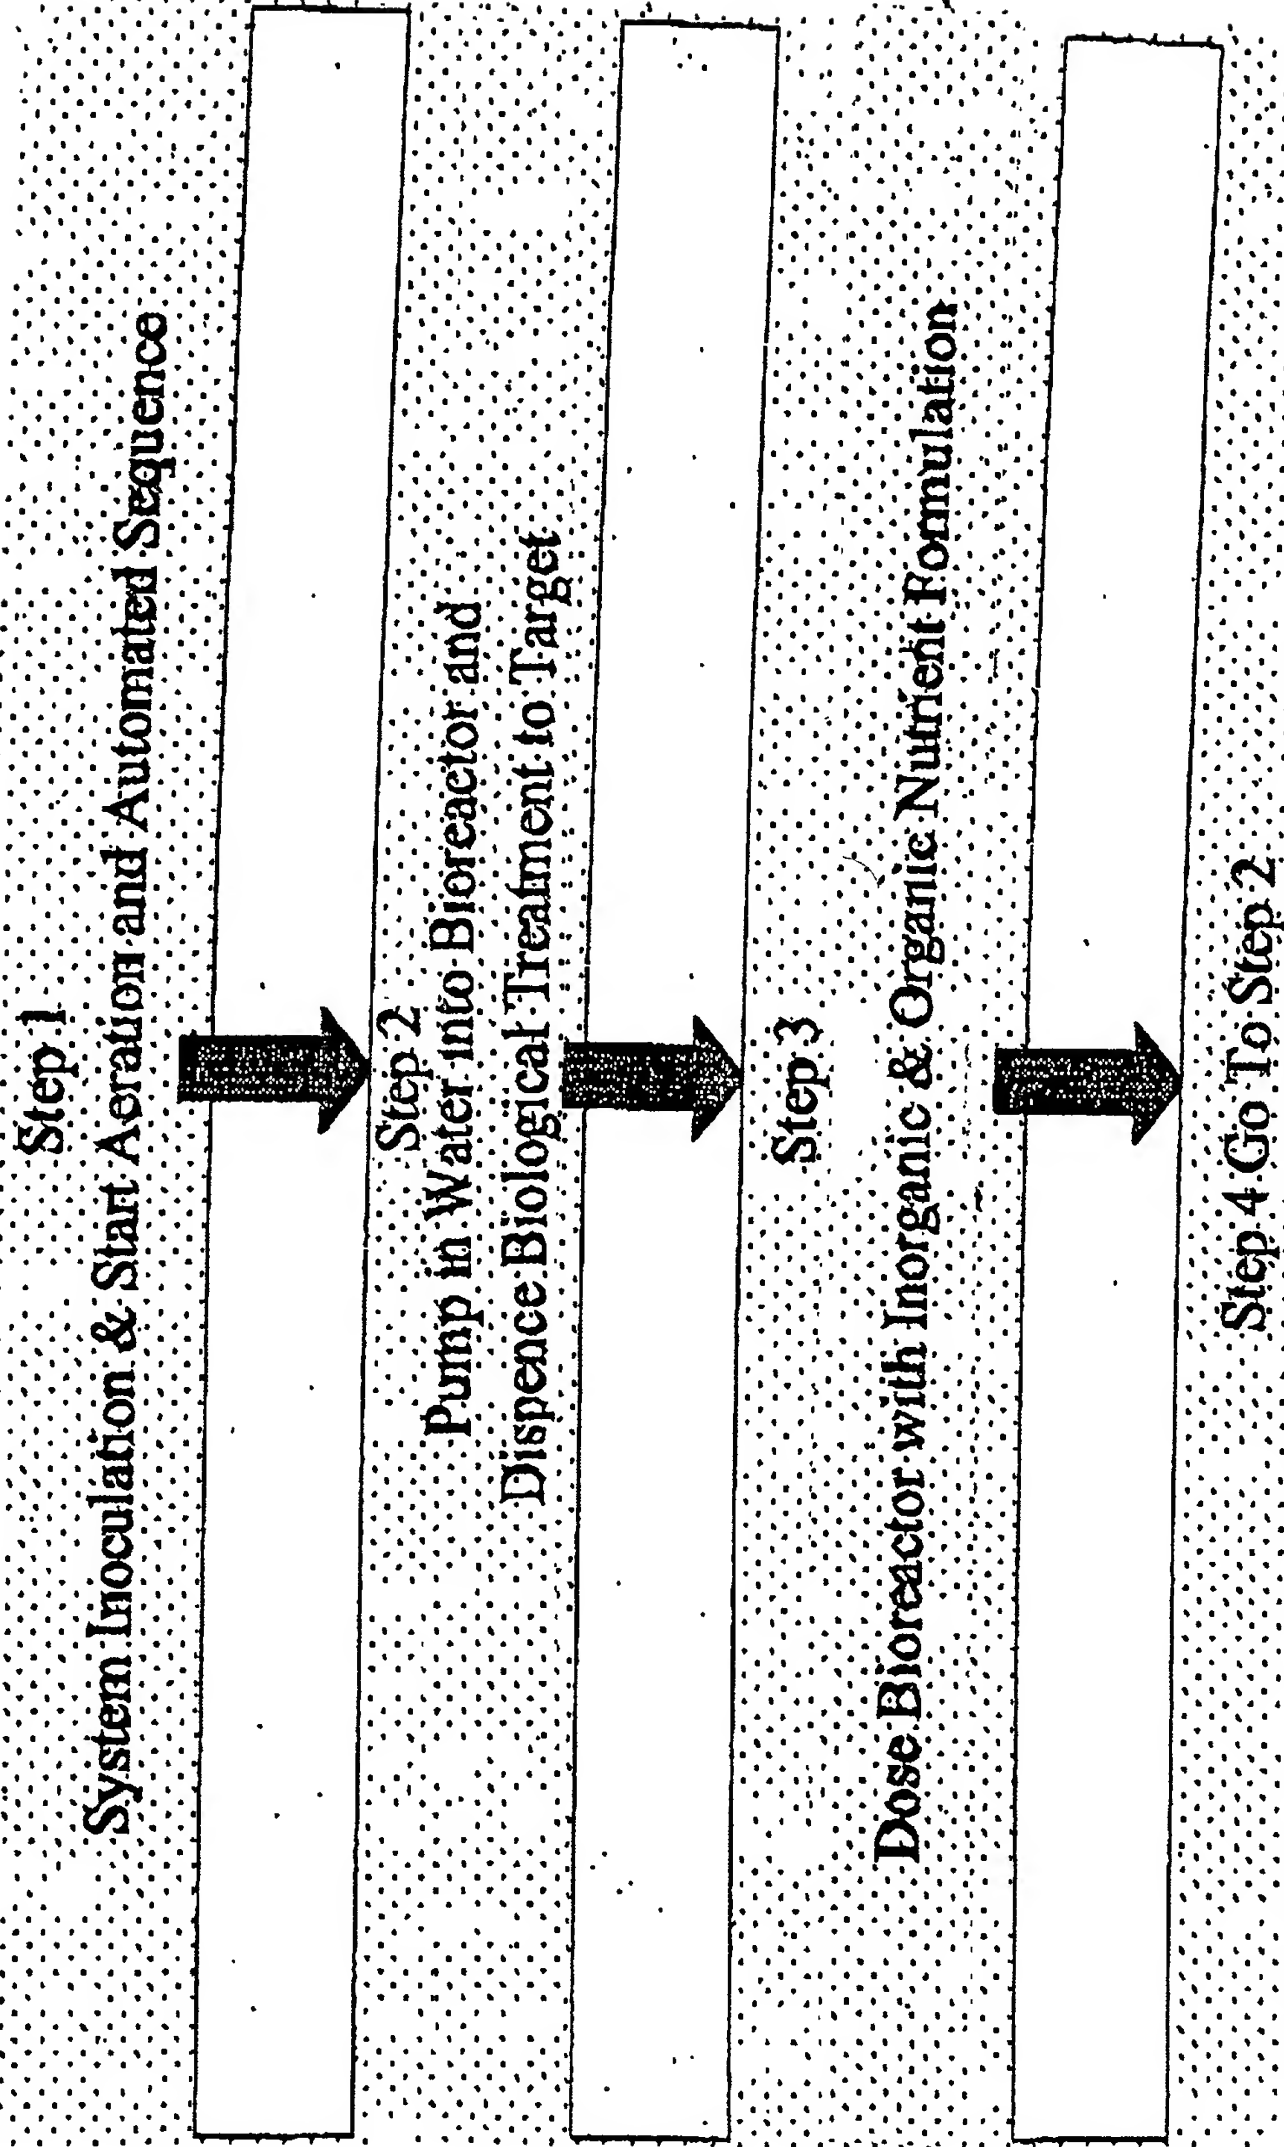 Step 1
System Inoculation & Start Aeration and Automated Sequence
Step 2
Pump in Water into Bioreactor and
Dispence Biological Treatment to Target
Step 3
Dose Bioreactor with Inorganic & Organic Nutrient Formulation
Step 4 Go To Step 2